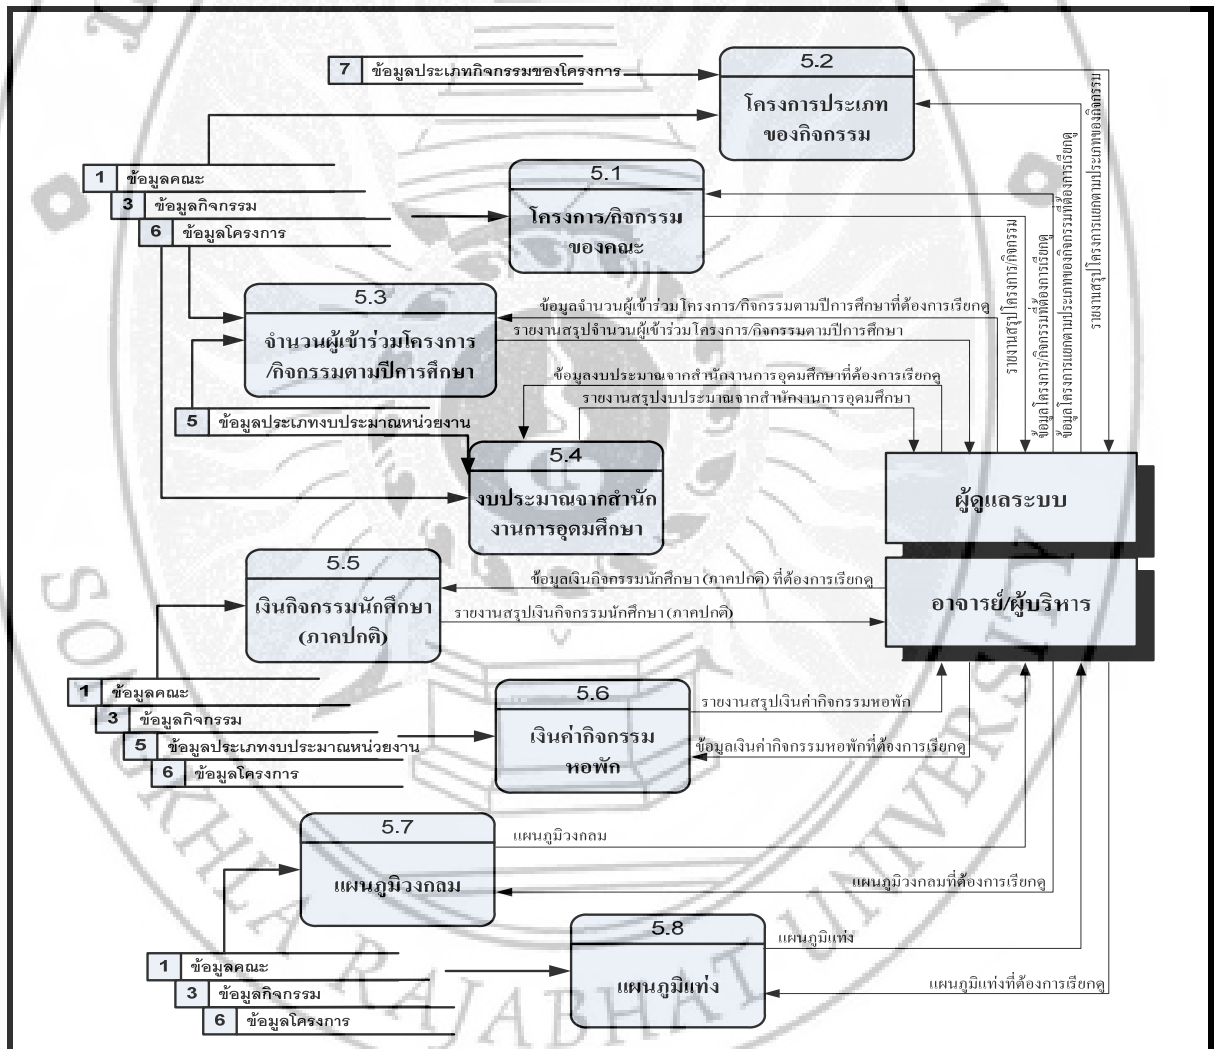 5.2
7 ข้อมูลประเภทกิจกรรมของโครงการ
โครงการประเภท
ของกิจกรรม
1 ข้อมูลคณะ
3 ข้อมูลกิจกรรม
6 ข้อมูลโครงการ
5.1
โครงการ/กิจกรรม
ของคณะ
รายงานสรุปโครงการ/กิจกรรม
ข้อมูลโครงการ/กิจกรรมที่ต้องการเรียกดู
ข้อมูลโครงการแยกตามประเภทของกิจกรรมที่ต้องการเรียกดู
รายงานสรุปโครงการแยกตามประเภทของกิจกรรม
5.3
จำนวนผู้เข้าร่วมโครงการ
/กิจกรรมตามปีการศึกษา
ข้อมูลจำนวนผู้เข้าร่วมโครงการ/กิจกรรมตามปีการศึกษาที่ต้องการเรียกดู
รายงานสรุปจำนวนผู้เข้าร่วมโครงการ/กิจกรรมตามปีการศึกษา
ข้อมูลงบประมาณจากสำนักงานการอุดมศึกษาที่ต้องการเรียกดู
รายงานสรุปงบประมาณจากสำนักงานการอุดมศึกษา
5 ข้อมูลประเภทงบประมาณหน่วยงาน
5.4
งบประมาณจากสำนัก
งานการอุดมศึกษา
ผู้ดูแลระบบ
อาจารย์/ผู้บริหาร
5.5
เงินกิจกรรมนักศึกษา
(ภาคปกติ)
ข้อมูลเงินกิจกรรมนักศึกษา (ภาคปกติ) ที่ต้องการเรียกดู
รายงานสรุปเงินกิจกรรมนักศึกษา (ภาคปกติ)
1 ข้อมูลคณะ
3 ข้อมูลกิจกรรม
5 ข้อมูลประเภทงบประมาณหน่วยงาน
6 ข้อมูลโครงการ
5.6
เงินค่ากิจกรรม
หอพัก
รายงานสรุปเงินค่ากิจกรรมหอพัก
ข้อมูลเงินค่ากิจกรรมหอพักที่ต้องการเรียกดู
5.7
แผนภูมิวงกลม
แผนภูมิวงกลม
แผนภูมิวงกลมที่ต้องการเรียกดู
1 ข้อมูลคณะ
3 ข้อมูลกิจกรรม
6 ข้อมูลโครงการ
5.8
แผนภูมิแท่ง
แผนภูมิแท่ง
แผนภูมิแท่งที่ต้องการเรียกดู
SONGKHLA RAJABHAT UNIVERSITY